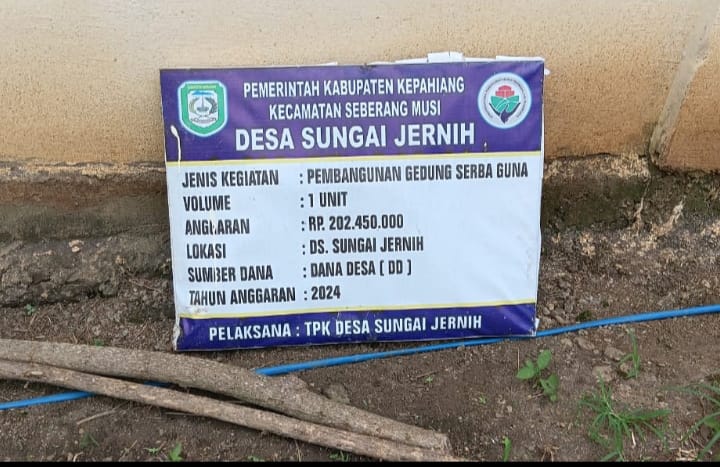 PEMERINTAH KABUPATEN KEPAHIANG
KECAMATAN SEBERANG MUSI
DESA SUNGAI JERNIH
JENIS KEGIATAN : PEMBANGUNAN GEDUNG SERBA GUNA
VOLUME : 1 UNIT
ANGGARAN : RP. 202.450.000
LOKASI : DS. SUNGAI JERNIH
SUMBER DANA : DANA DESA ( DD )
TAHUN ANGGARAN : 2024
PELAKSANA : TPK DESA SUNGAI JERNIH